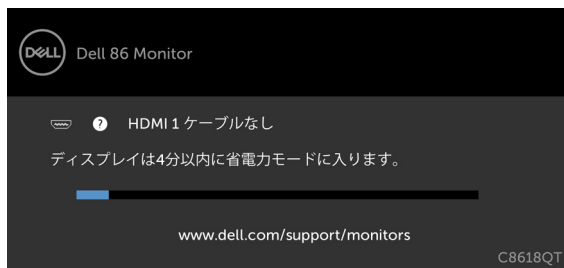 DELL
Dell 86 Monitor
? HDMI 1 ケーブルなし
ディスプレイは4分以内に省電力モードに入ります。
www.dell.com/support/monitors
C8618QT